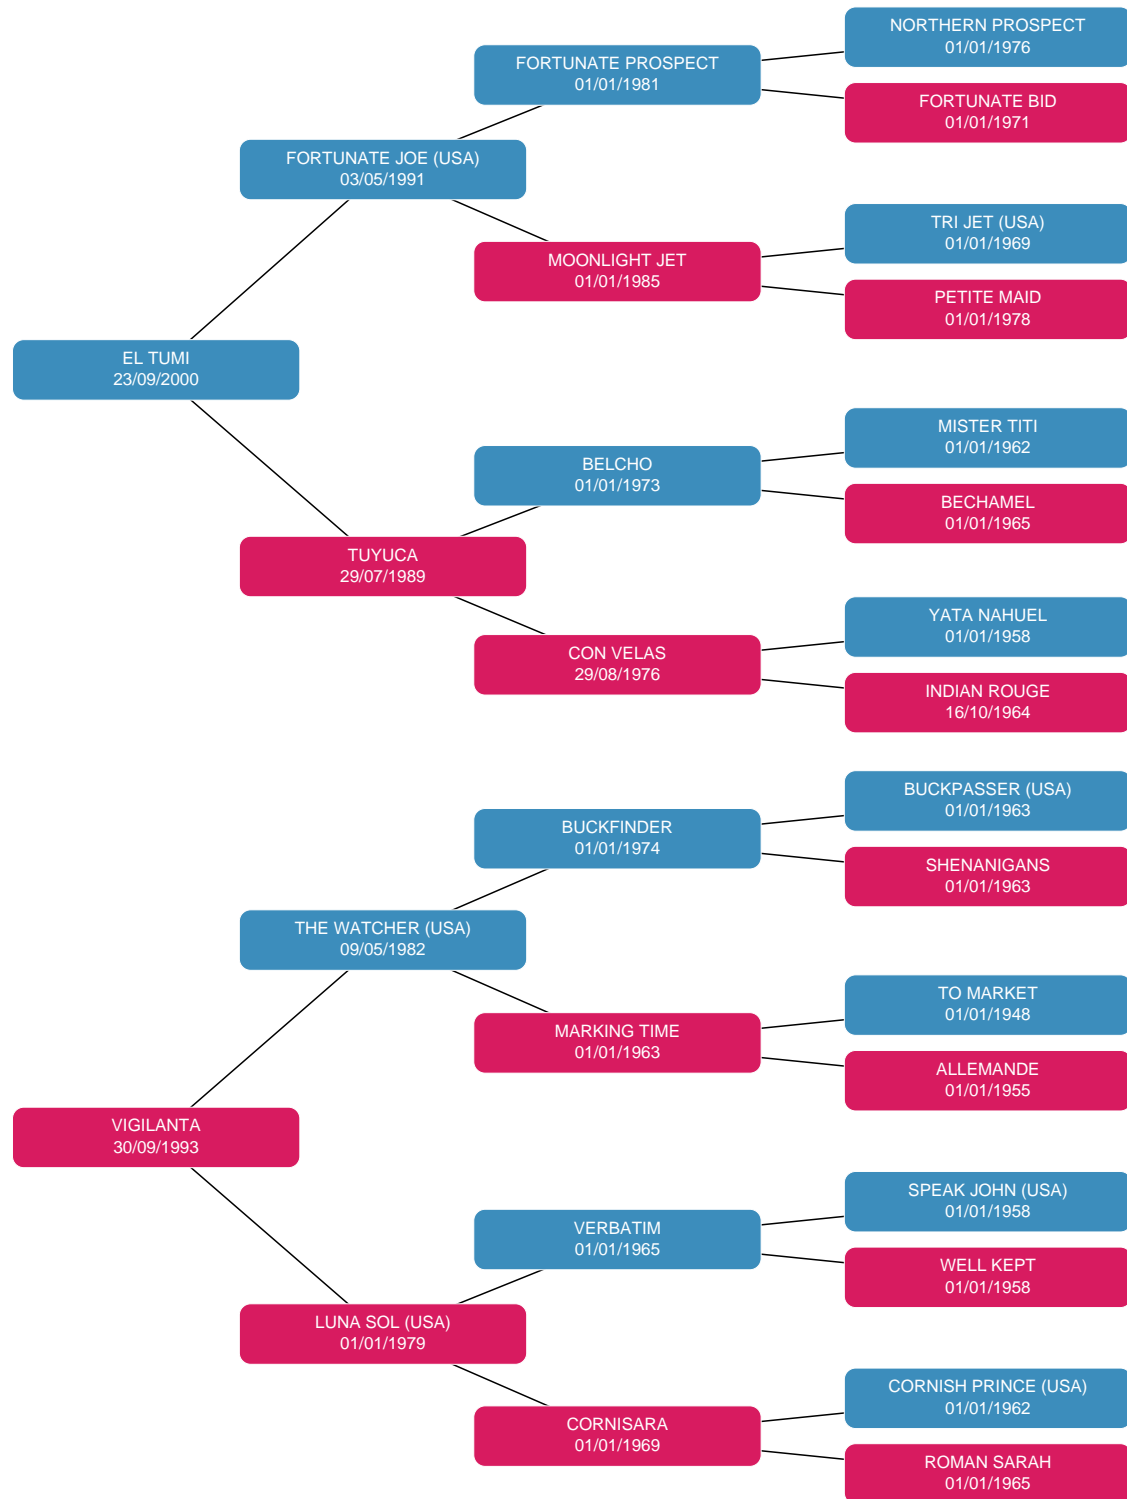 NORTHERN PROSPECT
01/01/1976
FORTUNATE PROSPECT
01/01/1981
FORTUNATE BID
01/01/1971
FORTUNATE JOE (USA)
03/05/1991
TRI JET (USA)
01/01/1969
MOONLIGHT JET
01/01/1985
PETITE MAID
01/01/1978
EL TUMI
23/09/2000
MISTER TITI
01/01/1962
BELCHO
01/01/1973
BECHAMEL
01/01/1965
TUYUCA
29/07/1989
YATA NAHUEL
01/01/1958
CON VELAS
29/08/1976
INDIAN ROUGE
16/10/1964
BUCKPASSER (USA)
01/01/1963
BUCKFINDER
01/01/1974
SHENANIGANS
01/01/1963
THE WATCHER (USA)
09/05/1982
TO MARKET
01/01/1948
MARKING TIME
01/01/1963
ALLEMANDE
01/01/1955
VIGILANTA
30/09/1993
SPEAK JOHN (USA)
01/01/1958
VERBATIM
01/01/1965
WELL KEPT
01/01/1958
LUNA SOL (USA)
01/01/1979
CORNISH PRINCE (USA)
01/01/1962
CORNISARA
01/01/1969
ROMAN SARAH
01/01/1965